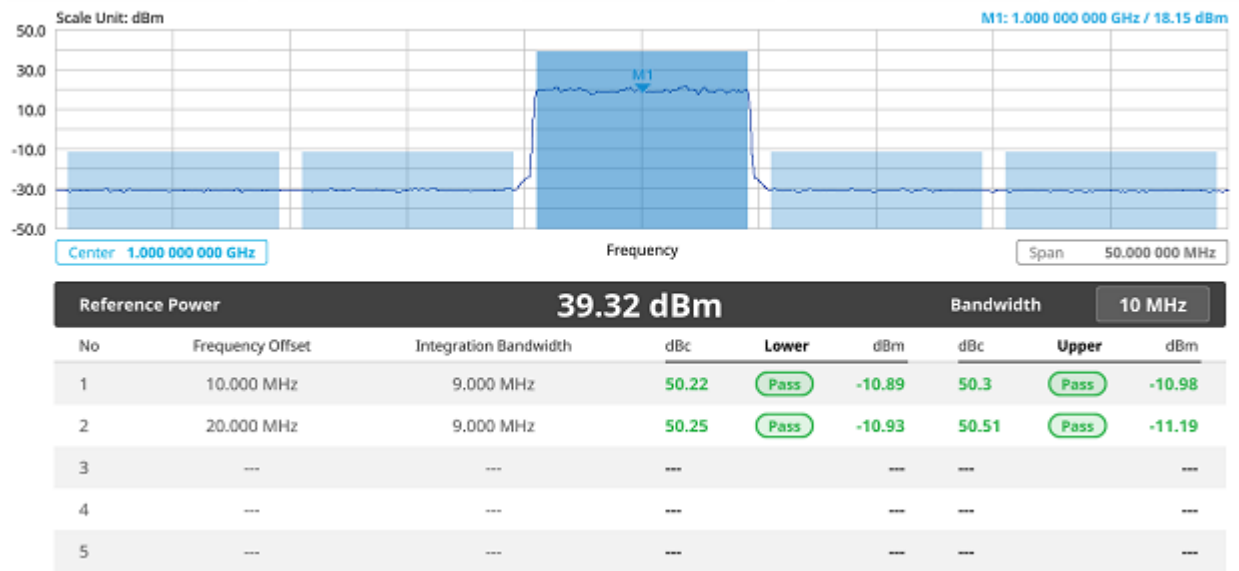 Scale Unit: dBm M1: 1.000 000 000 GHz / 18.15 dBm
50.0
30.0
M1
10.0
-10.0
-30.0
-50.0
Center 1.000 000 000 GHz Frequency Span 50.000 000 MHz
Reference Power 39.32 dBm Bandwidth 10 MHz
No Frequency Offset Integration Bandwidth dBc Lower dBm dBc Upper dBm
1 10.000 MHz 9.000 MHz 50.22 Pass -10.89 50.3 Pass -10.98
2 20.000 MHz 9.000 MHz 50.25 Pass -10.93 50.51 Pass -11.19
3 --- --- --- --- --- ---
4 --- --- --- --- --- ---
5 --- --- --- --- --- ---